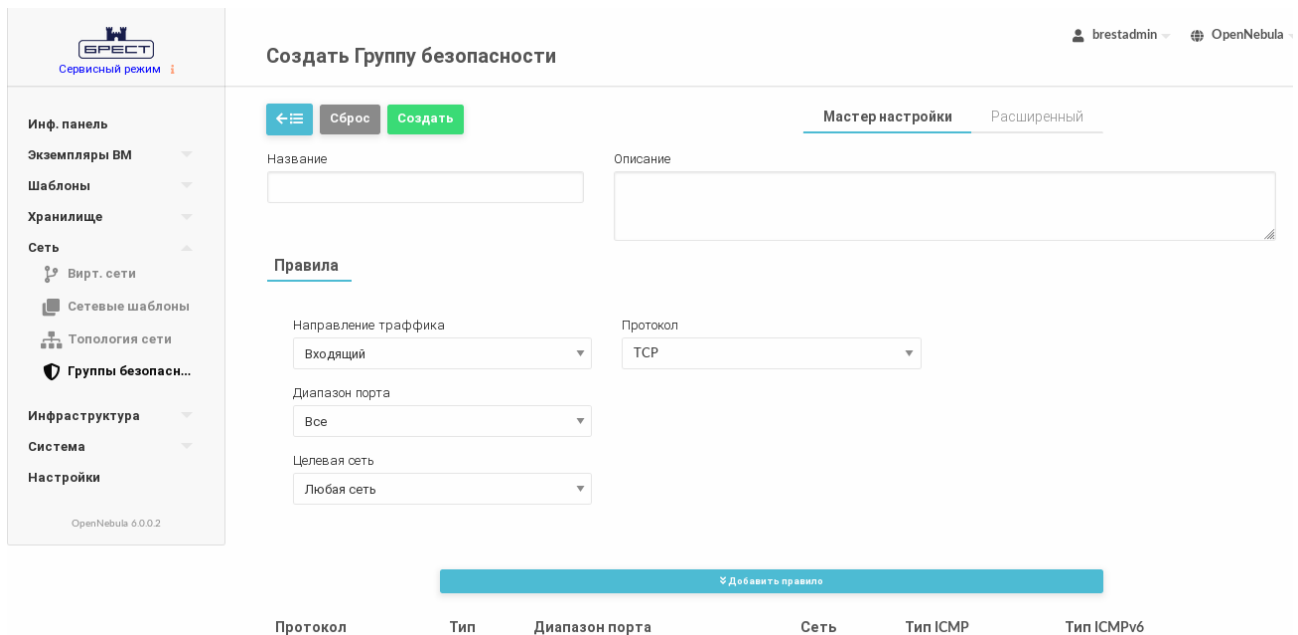 БРЕСТ
Сервисный режим
Создать Группу безопасности
brestadmin
OpenNebula
Сброс
Создать
Мастер настройки
Расширенный
Инф. панель
Экземпляры ВМ
Шаблоны
Хранилище
Сеть
Вирт. сети
Сетевые шаблоны
Топология сети
Группы безопасн...
Инфраструктура
Система
Настройки
OpenNebula 6.0.0.2
Название
Описание
Правила
Направление траффика
Протокол
Входящий
TCP
Диапазон порта
Все
Целевая сеть
Любая сеть
Добавить правило
Протокол Тип Диапазон порта Сеть Тип ICMP Тип ICMPv6